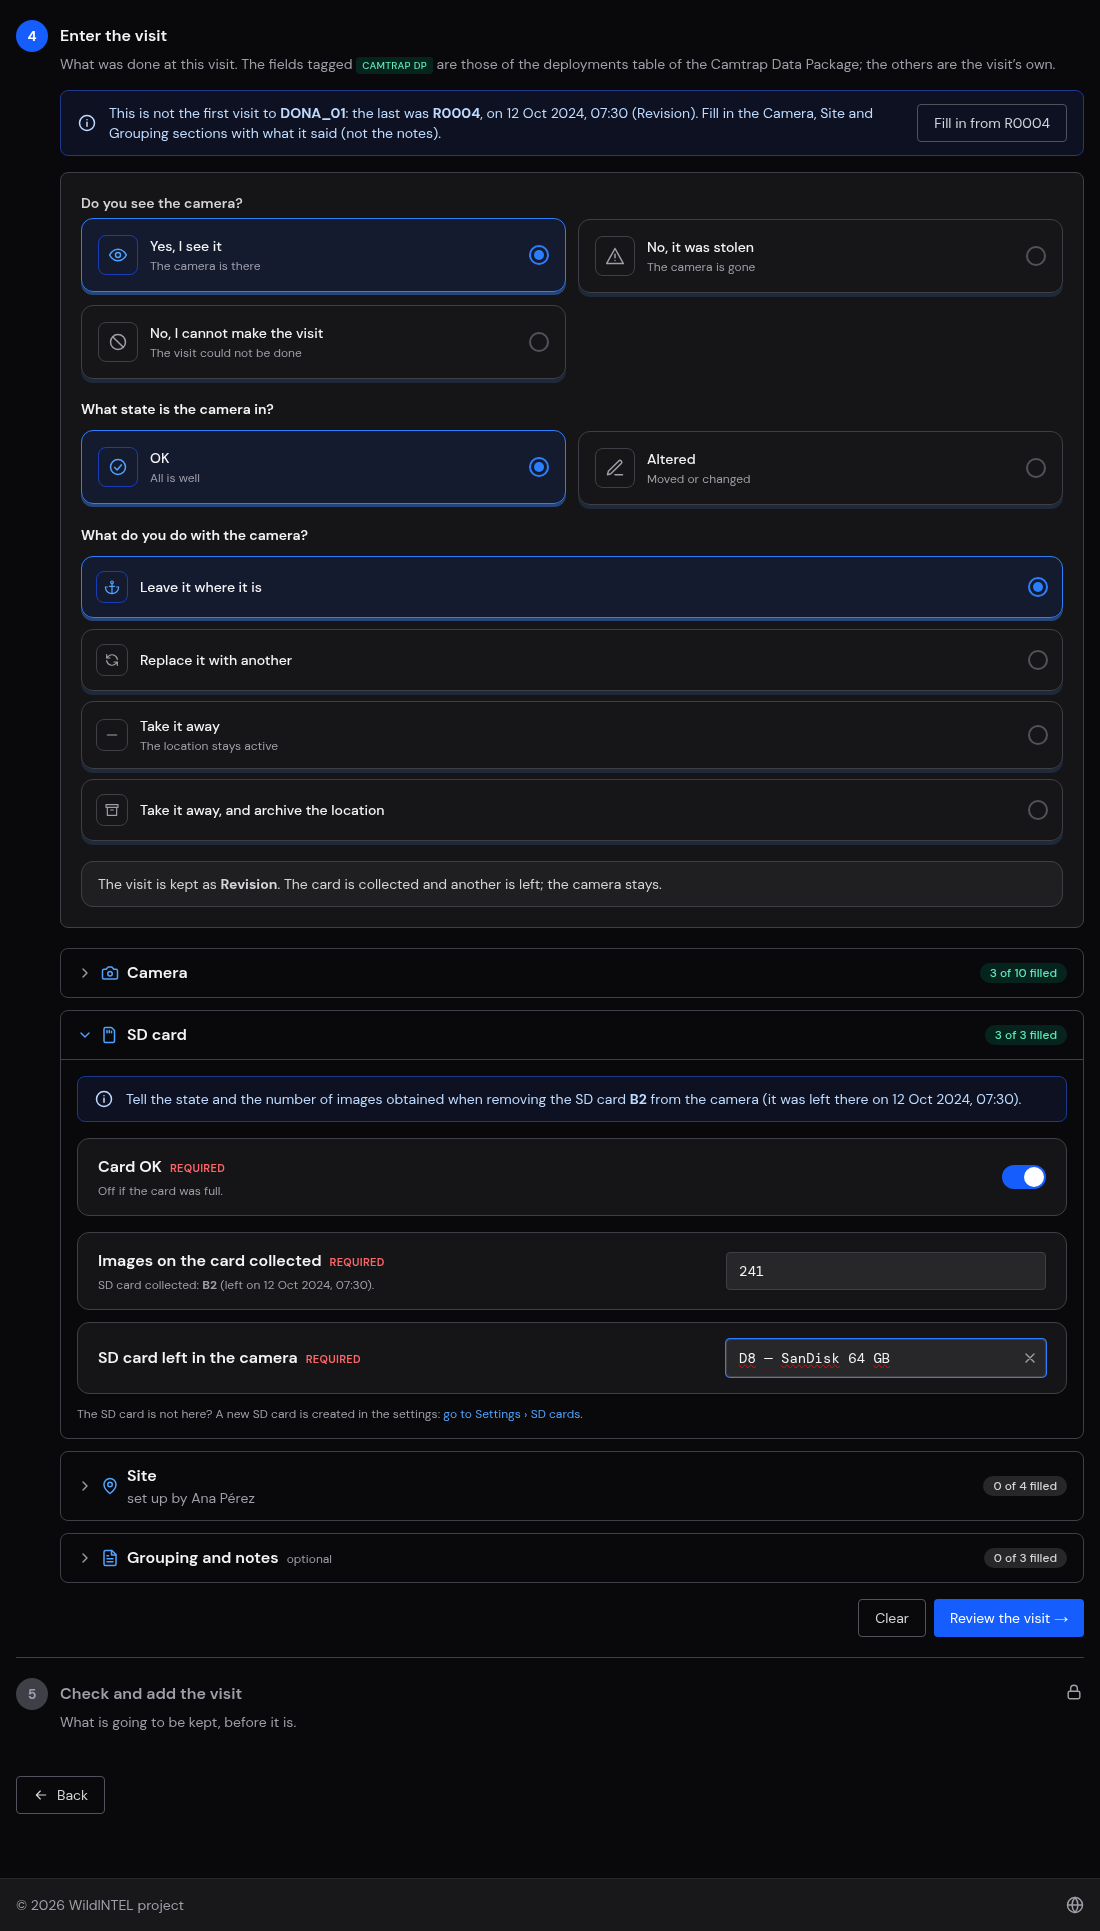 4
Enter the visit
What was done at this visit. The fields tagged CAMTRAP DP are those of the deployments table of the Camtrap Data Package; the others are the visit’s own.
This is not the first visit to DONA_01: the last was R0004, on 12 Oct 2024, 07:30 (Revision). Fill in the Camera, Site and
Grouping sections with what it said (not the notes).
Fill in from R0004
Do you see the camera?
Yes, I see it
The camera is there
No, it was stolen
The camera is gone
No, I cannot make the visit
The visit could not be done
What state is the camera in?
OK
All is well
Altered
Moved or changed
What do you do with the camera?
Leave it where it is
Replace it with another
Take it away
The location stays active
Take it away, and archive the location
The visit is kept as Revision. The card is collected and another is left; the camera stays.
Camera
3 of 10 filled
SD card
3 of 3 filled
Tell the state and the number of images obtained when removing the SD card B2 from the camera (it was left there on 12 Oct 2024, 07:30).
Card OK REQUIRED
Off if the card was full.
Images on the card collected REQUIRED
SD card collected: B2 (left on 12 Oct 2024, 07:30).
241
SD card left in the camera REQUIRED
D8 — SanDisk 64 GB
The SD card is not here? A new SD card is created in the settings: go to Settings › SD cards.
Site
set up by Ana Pérez
0 of 4 filled
Grouping and notes optional
0 of 3 filled
Clear
Review the visit →
5
Check and add the visit
What is going to be kept, before it is.
← Back
© 2026 WildINTEL project